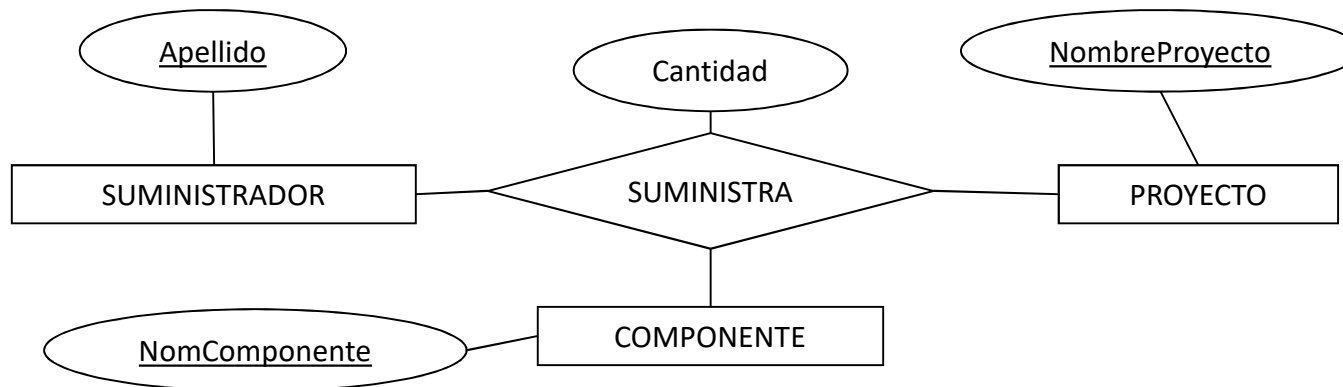 Apellido
Cantidad
NombreProyecto
SUMINISTRADOR
SUMINISTRA
PROYECTO
NomComponente
COMPONENTE